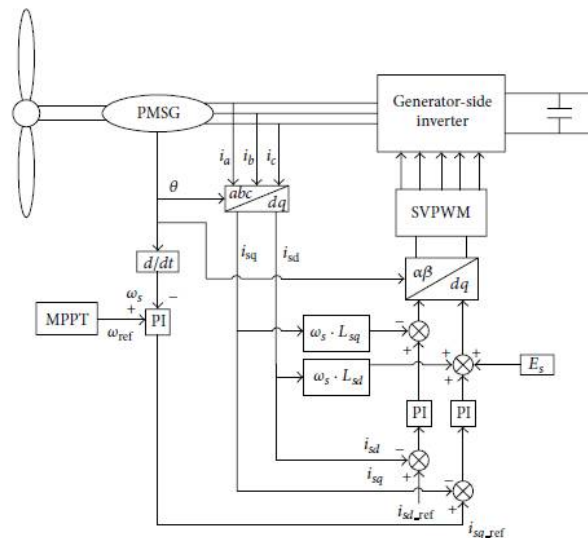 PMSG
Generator-side
inverter
i_a i_b i_c
θ
abc
dq
SVPWM
i_sq
i_sd
d/dt
αβ
dq
ω_s
−
MPPT
+
PI
ω_ref
ω_s · L_sq
−
+
ω_s · L_sd
+
+
+
E_s
PI
PI
i_sd
−
+
i_sq
−
+
i_sd_ref
i_sq_ref